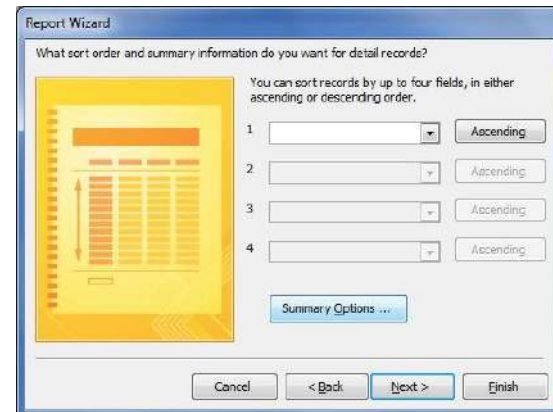 Report Wizard
What sort order and summary information do you want for detail records?
You can sort records by up to four fields, in either
ascending or descending order.
1 Ascending
2 Ascending
3 Ascending
4 Ascending
Summary Options ...
Cancel < Back Next > Finish